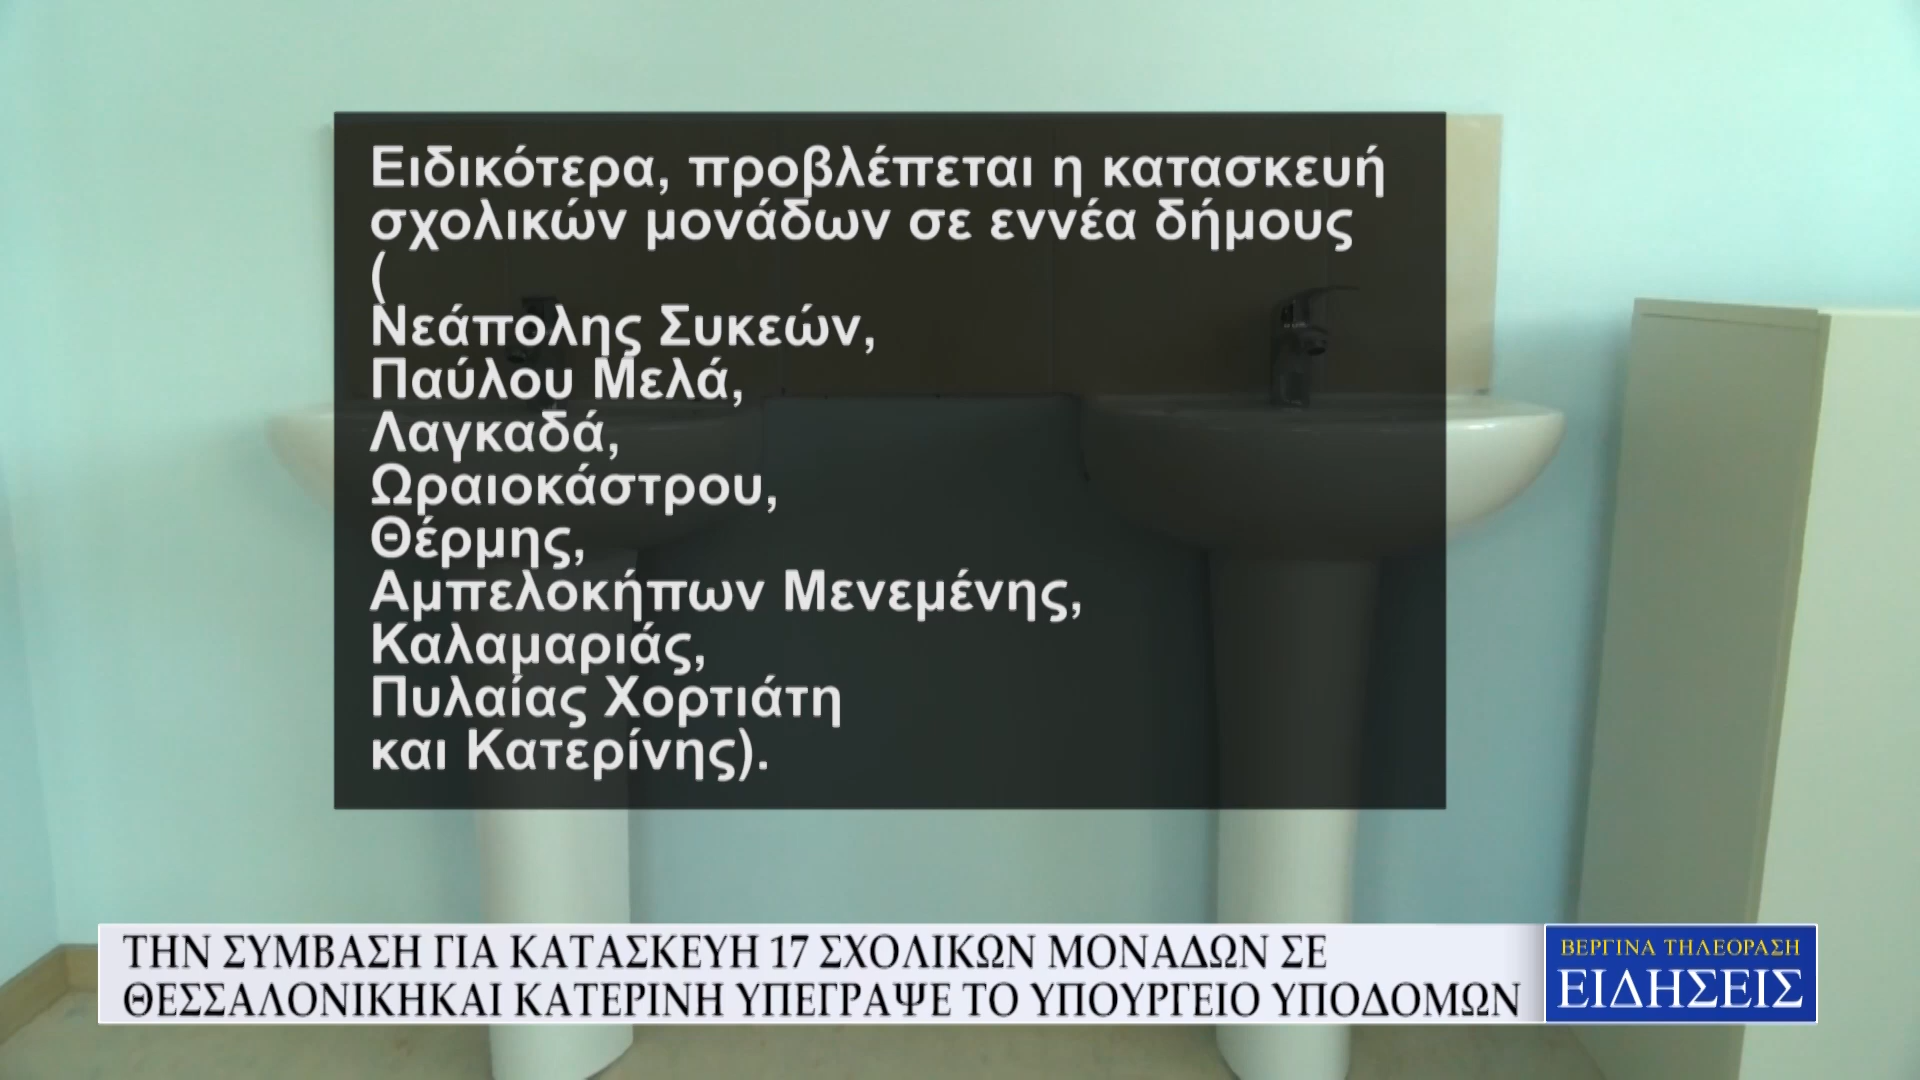 Ειδικότερα, προβλέπεται η κατασκευή
σχολικών μονάδων σε εννέα δήμους
(
Νεάπολης Συκεών,
Παύλου Μελά,
Λαγκαδά,
Ωραιοκάστρου,
Θέρμης,
Αμπελοκήπων Μενεμένης,
Καλαμαριάς,
Πυλαίας Χορτιάτη
και Κατερίνης).
ΤΗΝ ΣΥΜΒΑΣΗ ΓΙΑ ΚΑΤΑΣΚΕΥΗ 17 ΣΧΟΛΙΚΩΝ ΜΟΝΑΔΩΝ ΣΕ
ΘΕΣΣΑΛΟΝΙΚΗΚΑΙ ΚΑΤΕΡΙΝΗ ΥΠΕΓΡΑΨΕ ΤΟ ΥΠΟΥΡΓΕΙΟ ΥΠΟΔΟΜΩΝ
ΒΕΡΓΙΝΑ ΤΗΛΕΟΡΑΣΗ
ΕΙΔΗΣΕΙΣ